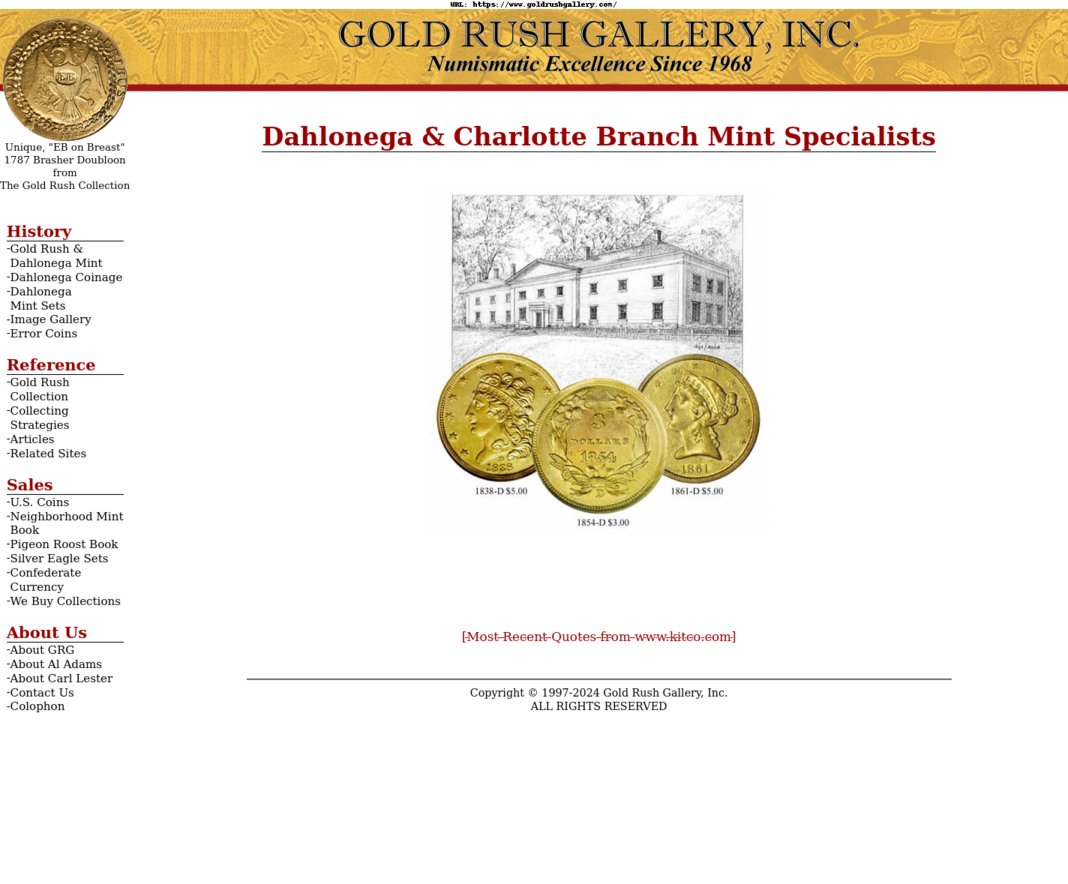 URL: https://www.goldrushgallery.com/
GOLD RUSH GALLERY, INC.
Numismatic Excellence Since 1968
Unique, "EB on Breast"
1787 Brasher Doubloon
from
The Gold Rush Collection
Dahlonega & Charlotte Branch Mint Specialists
History
-Gold Rush &
Dahlonega Mint
-Dahlonega Coinage
-Dahlonega
Mint Sets
-Image Gallery
-Error Coins
Reference
-Gold Rush
Collection
-Collecting
Strategies
-Articles
-Related Sites
Sales
-U.S. Coins
-Neighborhood Mint
Book
-Pigeon Roost Book
-Silver Eagle Sets
-Confederate
Currency
-We Buy Collections
About Us
-About GRG
-About Al Adams
-About Carl Lester
-Contact Us
-Colophon
1838
3
DOLLARS
1854
D
1861
1838-D $5.00
1861-D $5.00
1854-D $3.00
[Most Recent Quotes from www.kitco.com]
Copyright © 1997-2024 Gold Rush Gallery, Inc.
ALL RIGHTS RESERVED